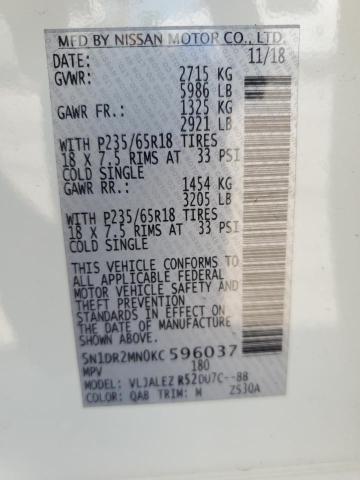 MFD BY NISSAN MOTOR CO., LTD.
DATE: 11/18
GVWR: 2715 KG
5986 LB
GAWR FR.: 1325 KG
2921 LB
WITH P235/65R18 TIRES
18 X 7.5 RIMS AT 33 PSI
COLD SINGLE
GAWR RR.: 1454 KG
3205 LB
WITH P235/65R18 TIRES
18 X 7.5 RIMS AT 33 PSI
COLD SINGLE
THIS VEHICLE CONFORMS TO
ALL APPLICABLE FEDERAL
MOTOR VEHICLE SAFETY AND
THEFT PREVENTION STANDARDS
IN EFFECT ON THE DATE OF
MANUFACTURE SHOWN ABOVE.
5N1DR2MN0KC596037
MPV 180
MODEL: VLJALEZ R52DU7C--BB
COLOR: QAB TRIM: M ZS30A